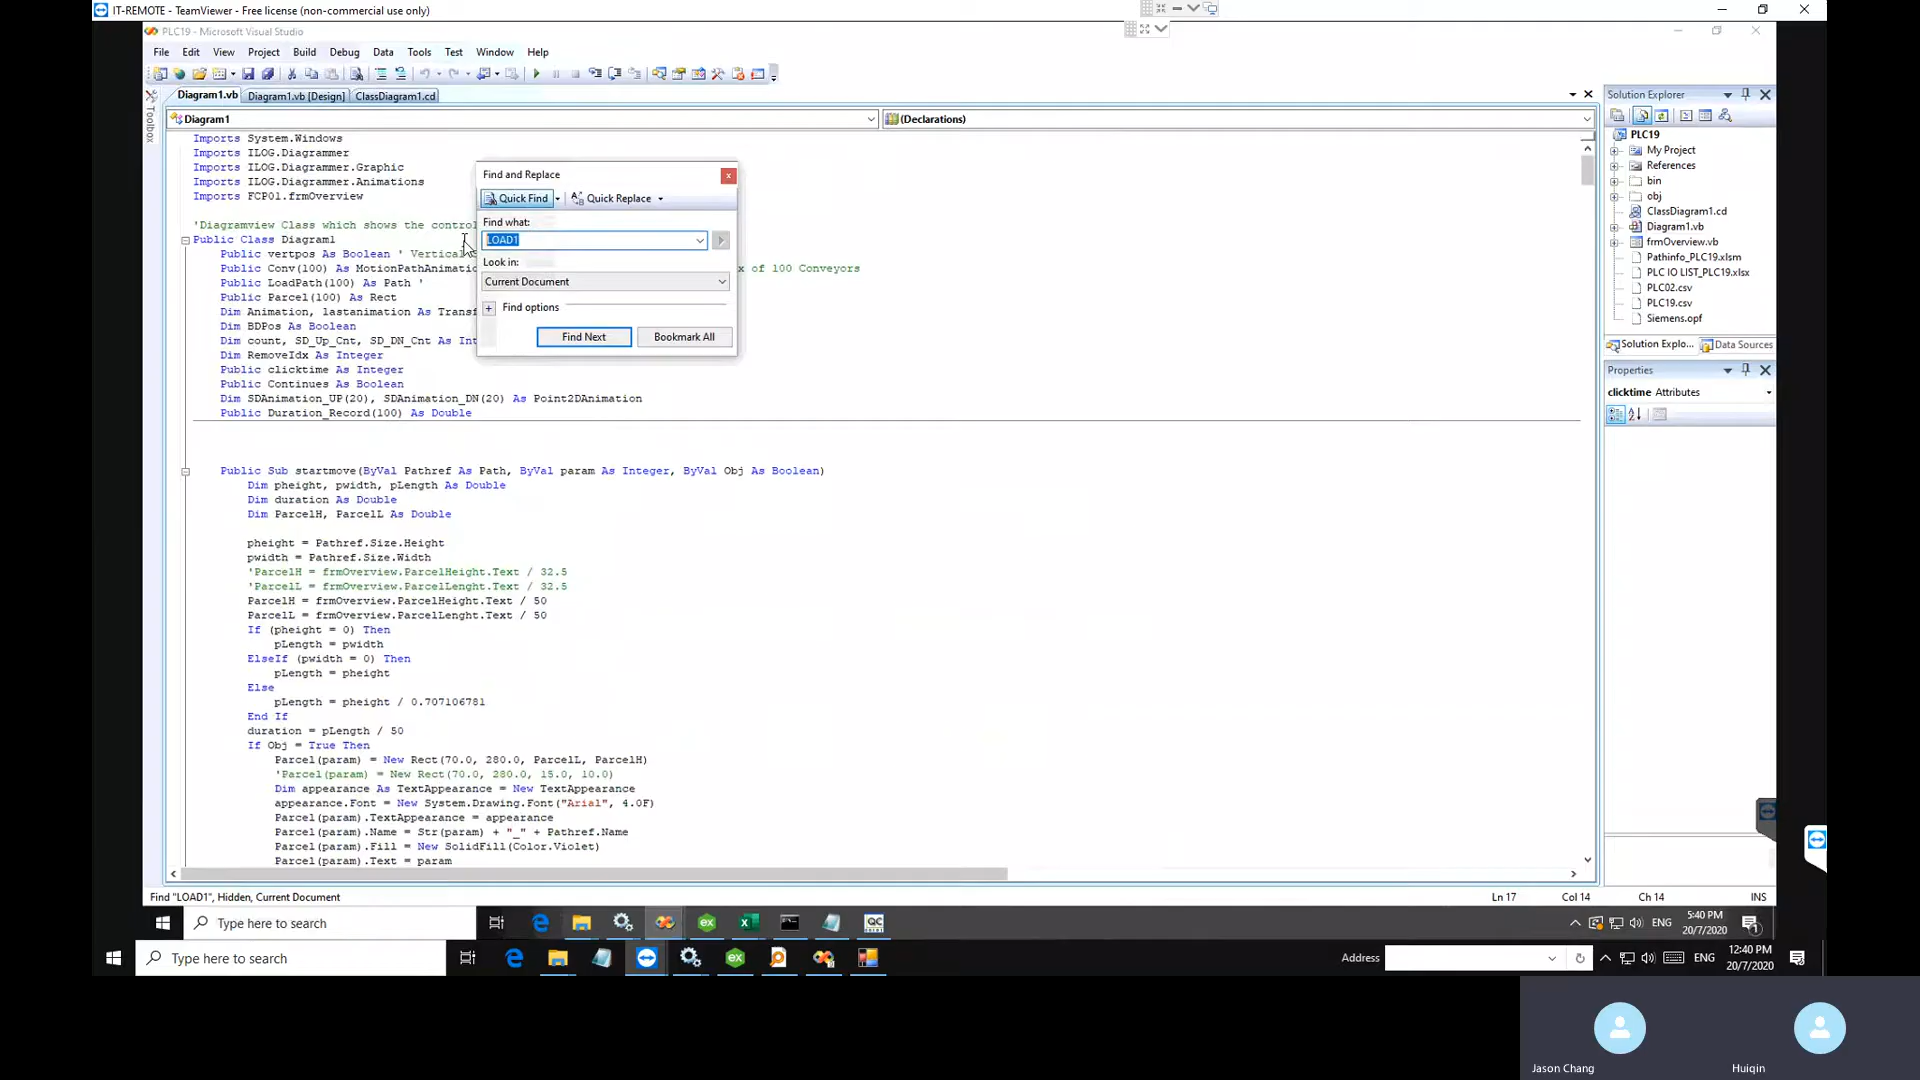 IT-REMOTE - TeamViewer - Free license (non-commercial use only)
PLC19 - Microsoft Visual Studio
File Edit View Project Build Debug Data Tools Test Window Help
Diagram1.vb Diagram1.vb [Design] ClassDiagram1.cd
Toolbox
Diagram1 (Declarations)
Imports System.Windows
Imports ILOG.Diagrammer
Imports ILOG.Diagrammer.Graphic
Imports ILOG.Diagrammer.Animations
Imports FCP01.frmOverview
'Diagramview Class which shows the control
Public Class Diagram1
Public vertpos As Boolean ' Vertical
Public Conv(100) As MotionPathAnimatio x of 100 Conveyors
Public LoadPath(100) As Path '
Public Parcel(100) As Rect
Dim Animation, lastanimation As Transf
Dim BDPos As Boolean
Dim count, SD_Up_Cnt, SD_DN_Cnt As Int
Dim RemoveIdx As Integer
Public clicktime As Integer
Public Continues As Boolean
Dim SDAnimation_UP(20), SDAnimation_DN(20) As Point2DAnimation
Public Duration_Record(100) As Double
Public Sub startmove(ByVal Pathref As Path, ByVal param As Integer, ByVal Obj As Boolean)
Dim pheight, pwidth, pLength As Double
Dim duration As Double
Dim ParcelH, ParcelL As Double
pheight = Pathref.Size.Height
pwidth = Pathref.Size.Width
'ParcelH = frmOverview.ParcelHeight.Text / 32.5
'ParcelL = frmOverview.ParcelLenght.Text / 32.5
ParcelH = frmOverview.ParcelHeight.Text / 50
ParcelL = frmOverview.ParcelLenght.Text / 50
If (pheight = 0) Then
pLength = pwidth
ElseIf (pwidth = 0) Then
pLength = pheight
Else
pLength = pheight / 0.707106781
End If
duration = pLength / 50
If Obj = True Then
Parcel(param) = New Rect(70.0, 280.0, ParcelL, ParcelH)
'Parcel(param) = New Rect(70.0, 280.0, 15.0, 10.0)
Dim appearance As TextAppearance = New TextAppearance
appearance.Font = New System.Drawing.Font("Arial", 4.0F)
Parcel(param).TextAppearance = appearance
Parcel(param).Name = Str(param) + "_" + Pathref.Name
Parcel(param).Fill = New SolidFill(Color.Violet)
Parcel(param).Text = param
Find and Replace
Quick Find Quick Replace
Find what:
LOAD1
Look in:
Current Document
Find options
Find Next Bookmark All
Solution Explorer
PLC19
My Project
References
bin
obj
ClassDiagram1.cd
Diagram1.vb
frmOverview.vb
Pathinfo_PLC19.xlsm
PLC IO LIST_PLC19.xlsx
PLC02.csv
PLC19.csv
Siemens.opf
Solution Explo... Data Sources
Properties
clicktime Attributes
Find "LOAD1", Hidden, Current Document Ln 17 Col 14 Ch 14 INS
Type here to search ENG 5:40 PM
20/7/2020
Type here to search Address ENG 12:40 PM
20/7/2020
Jason Chang Huiqin